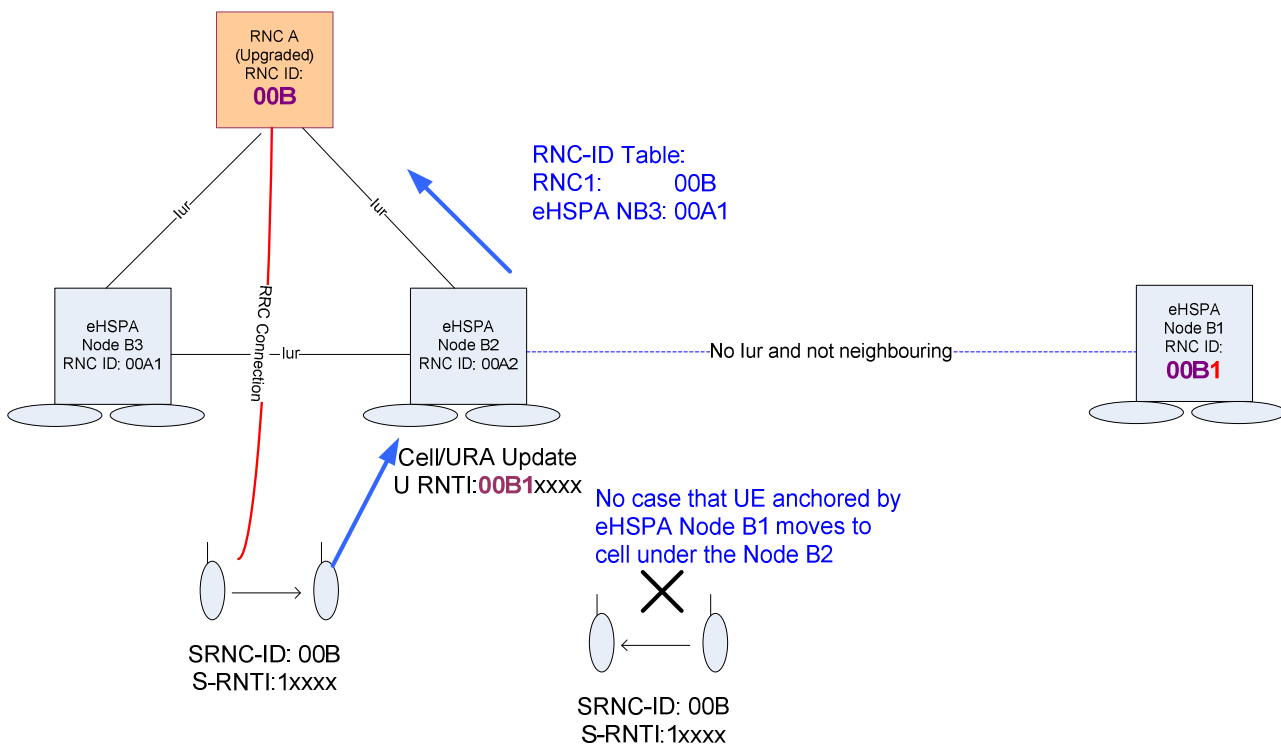 RNC A
(Upgraded)
RNC ID:
00B
RNC-ID Table:
RNC1: 00B
eHSPA NB3: 00A1
Iur
Iur
RRC Connection
eHSPA
Node B3
RNC ID: 00A1
Iur
eHSPA
Node B2
RNC ID: 00A2
No Iur and not neighbouring
eHSPA
Node B1
RNC ID:
00B1
Cell/URA Update
U RNTI:00B1xxxx
No case that UE anchored by
eHSPA Node B1 moves to
cell under the Node B2
SRNC-ID: 00B
S-RNTI:1xxxx
SRNC-ID: 00B
S-RNTI:1xxxx